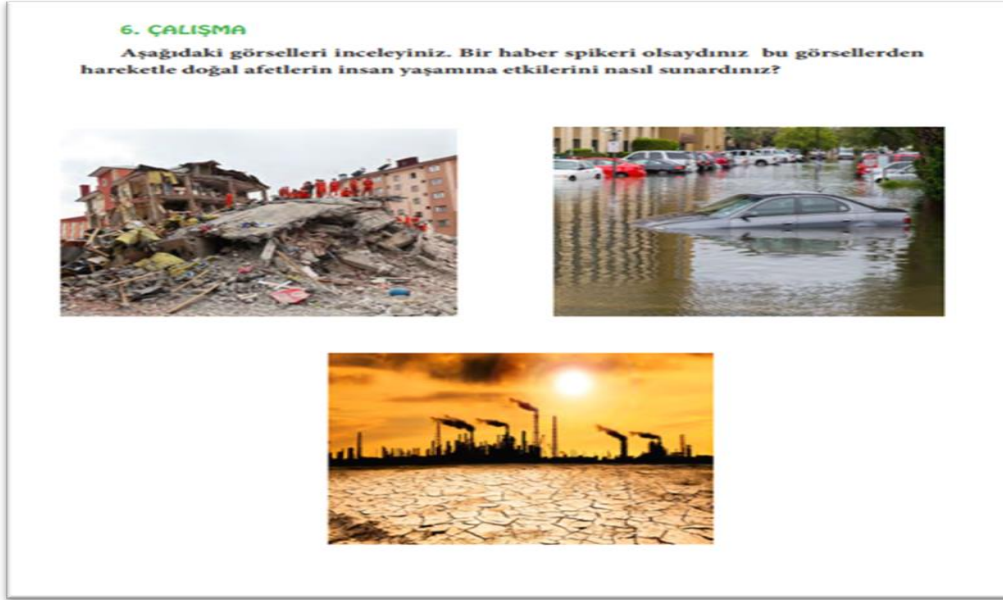 6. ÇALIŞMA
Aşağıdaki görselleri inceleyiniz. Bir haber spikeri olsaydınız bu görsellerden
hareketle doğal afetlerin insan yaşamına etkilerini nasıl sunardınız?